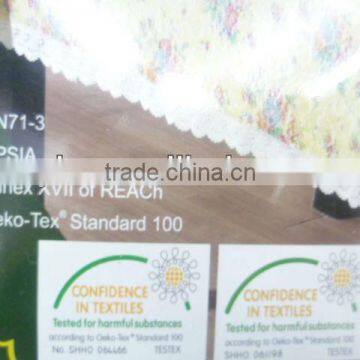 N71-3
PSIA
nnex XVII of REACh
eko-Tex® Standard 100
trade.china.cn
CONFIDENCE
IN TEXTILES
Tested for harmful substances
according to Oeko-Tex® Standard 100
No. SHHO 064466 TESTEX
CONFIDENCE
IN TEXTILES
Tested for harmful substances
according to Oeko-Tex® Standard 100
No. SHHO 061198 TESTEX